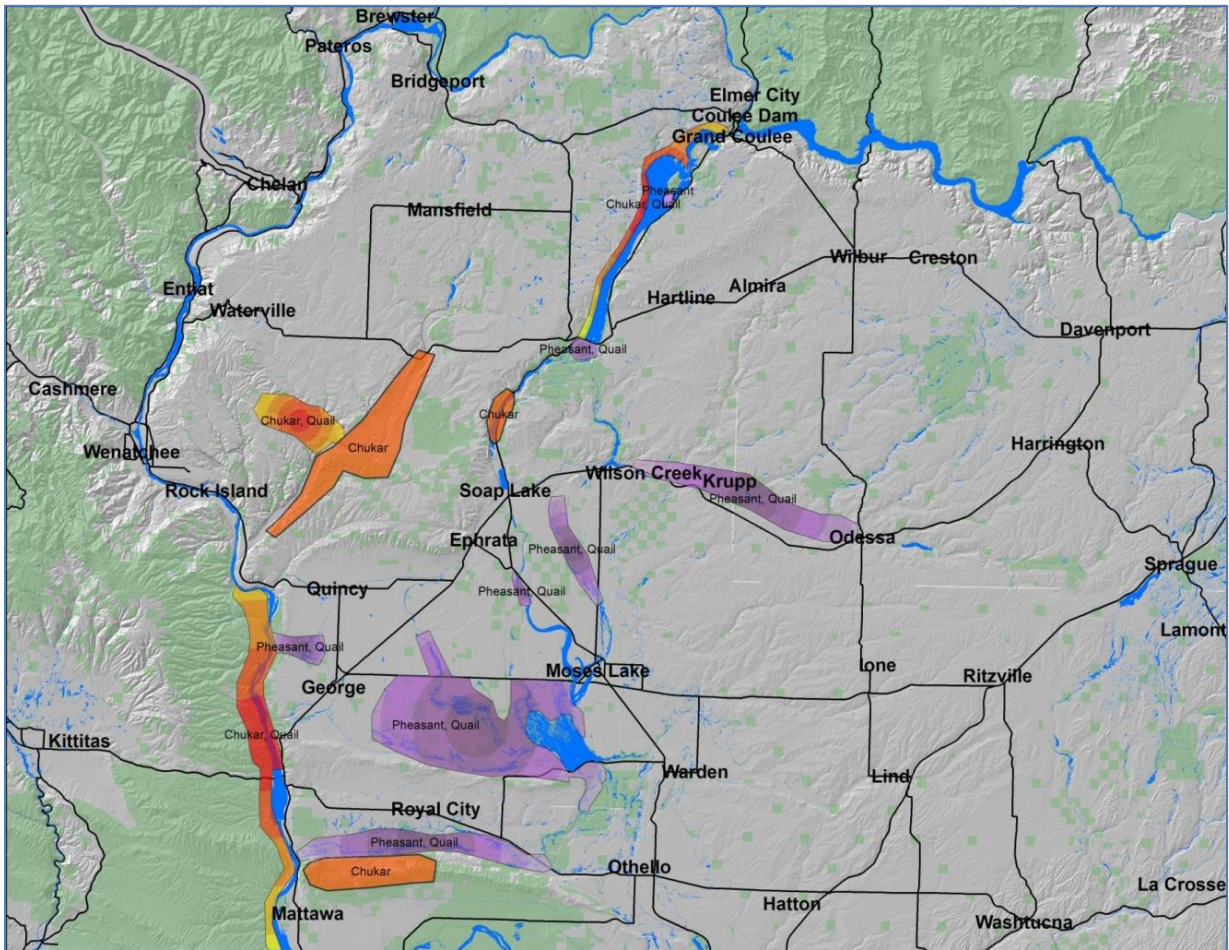 Brewster
Pateros
Bridgeport
Elmer City
Coulee Dam
Grand Coulee
Chelan
Pheasant
Chukar, Quail
Mansfield
Wilbur
Creston
Entiat
Almira
Hartline
Waterville
Davenport
Pheasant, Quail
Cashmere
Chukar
Chukar, Quail
Chukar
Harrington
Wenatchee
Wilson Creek
Krupp
Rock Island
Soap Lake
Pheasant, Quail
Ephrata
Odessa
Pheasant, Quail
Sprague
Quincy
Pheasant, Quail
Lamont
Pheasant, Quail
Moses Lake
Ione
Ritzville
George
Pheasant, Quail
Chukar, Quail
Kittitas
Warden
Lind
Royal City
Pheasant, Quail
Othello
Chukar
La Crosse
Hatton
Mattawa
Washtucna